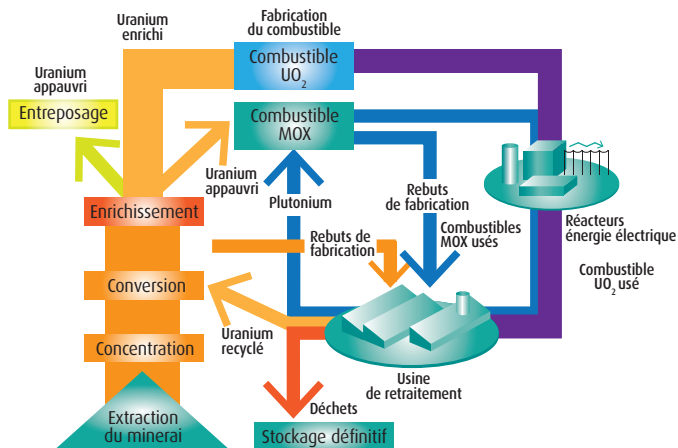 Uranium
enrichi
Fabrication
du combustible
Combustible
UO₂
Uranium
appauvri
Entreposage
Combustible
MOX
Uranium
appauvri
Plutonium
Rebuts
de fabrication
Enrichissement
Rebuts de
fabrication
Combustibles
MOX usés
Réacteurs
énergie électrique
Combustible
UO₂ usé
Conversion
Uranium
recyclé
Concentration
Usine
de retraitement
Extraction
du minerai
Déchets
Stockage définitif